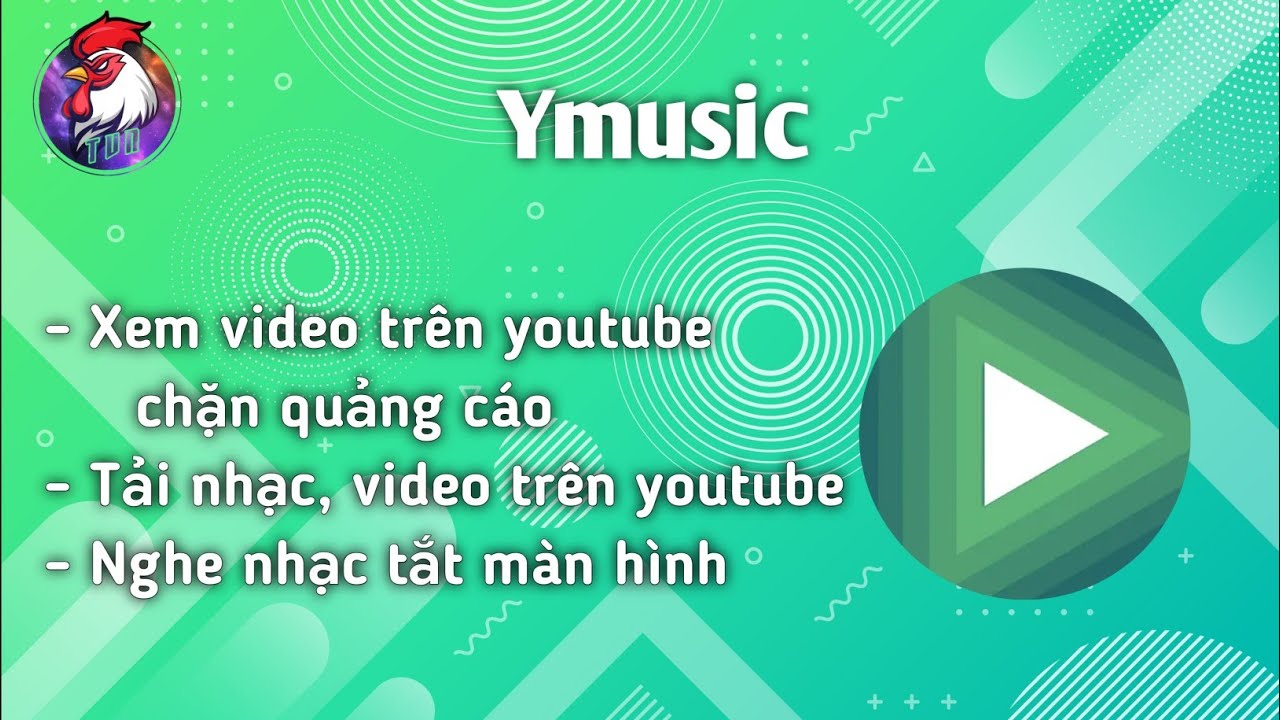 TVN
Ymusic
- Xem video trên youtube
chặn quảng cáo
- Tải nhạc, video trên youtube
- Nghe nhạc tắt màn hình